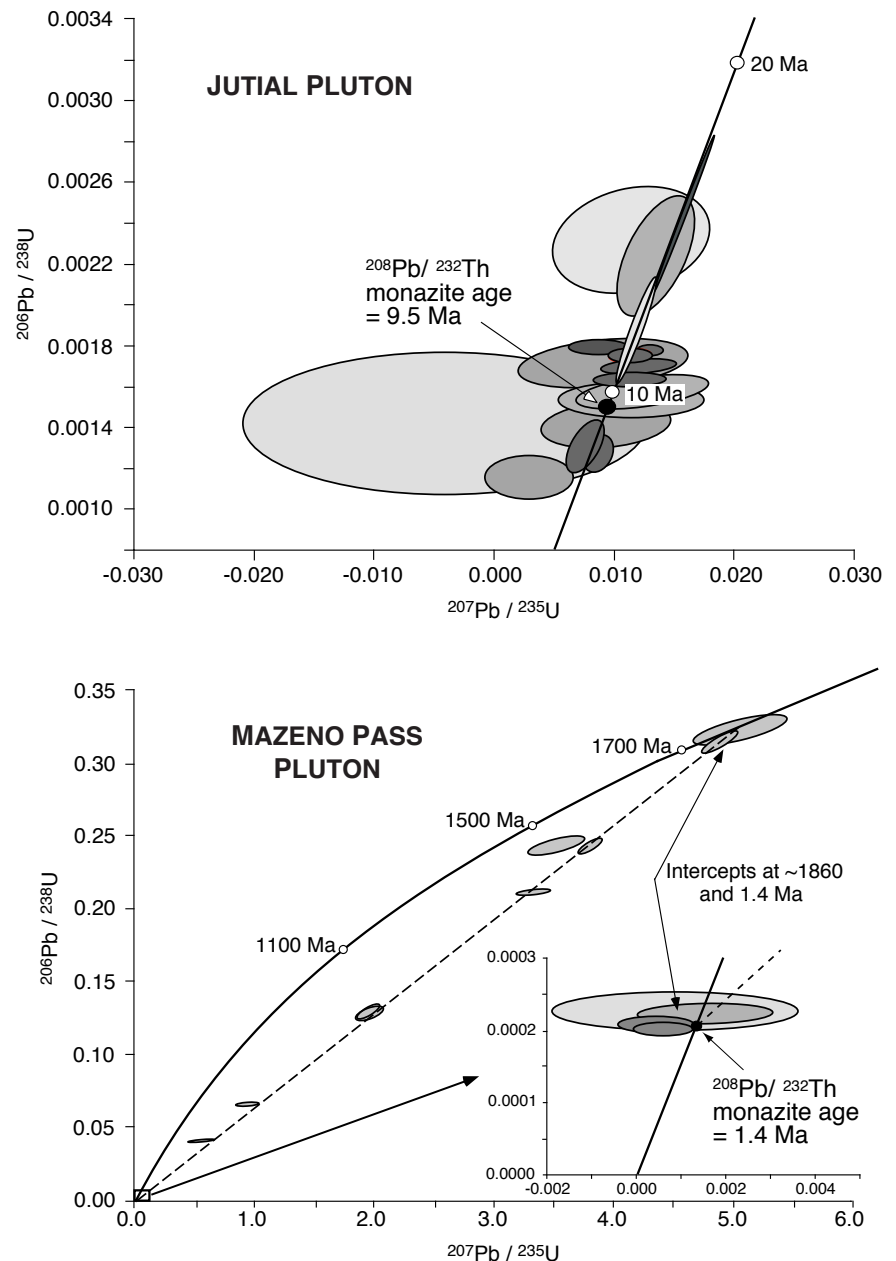 JUTIAL PLUTON
0.0034
0.0030
0.0026
0.0022
0.0018
0.0014
0.0010
206Pb / 238U
20 Ma
208Pb/ 232Th
monazite age
= 9.5 Ma
10 Ma
-0.030
-0.020
-0.010
0.000
0.010
0.020
0.030
207Pb / 235U
MAZENO PASS
PLUTON
0.35
0.30
0.25
0.20
0.15
0.10
0.05
0.00
206Pb / 238U
1700 Ma
1500 Ma
1100 Ma
Intercepts at ~1860
and 1.4 Ma
0.0003
0.0002
0.0001
0.0000
-0.002
0.000
0.002
0.004
208Pb/ 232Th
monazite age
= 1.4 Ma
0.0
1.0
2.0
3.0
4.0
5.0
6.0
207Pb / 235U